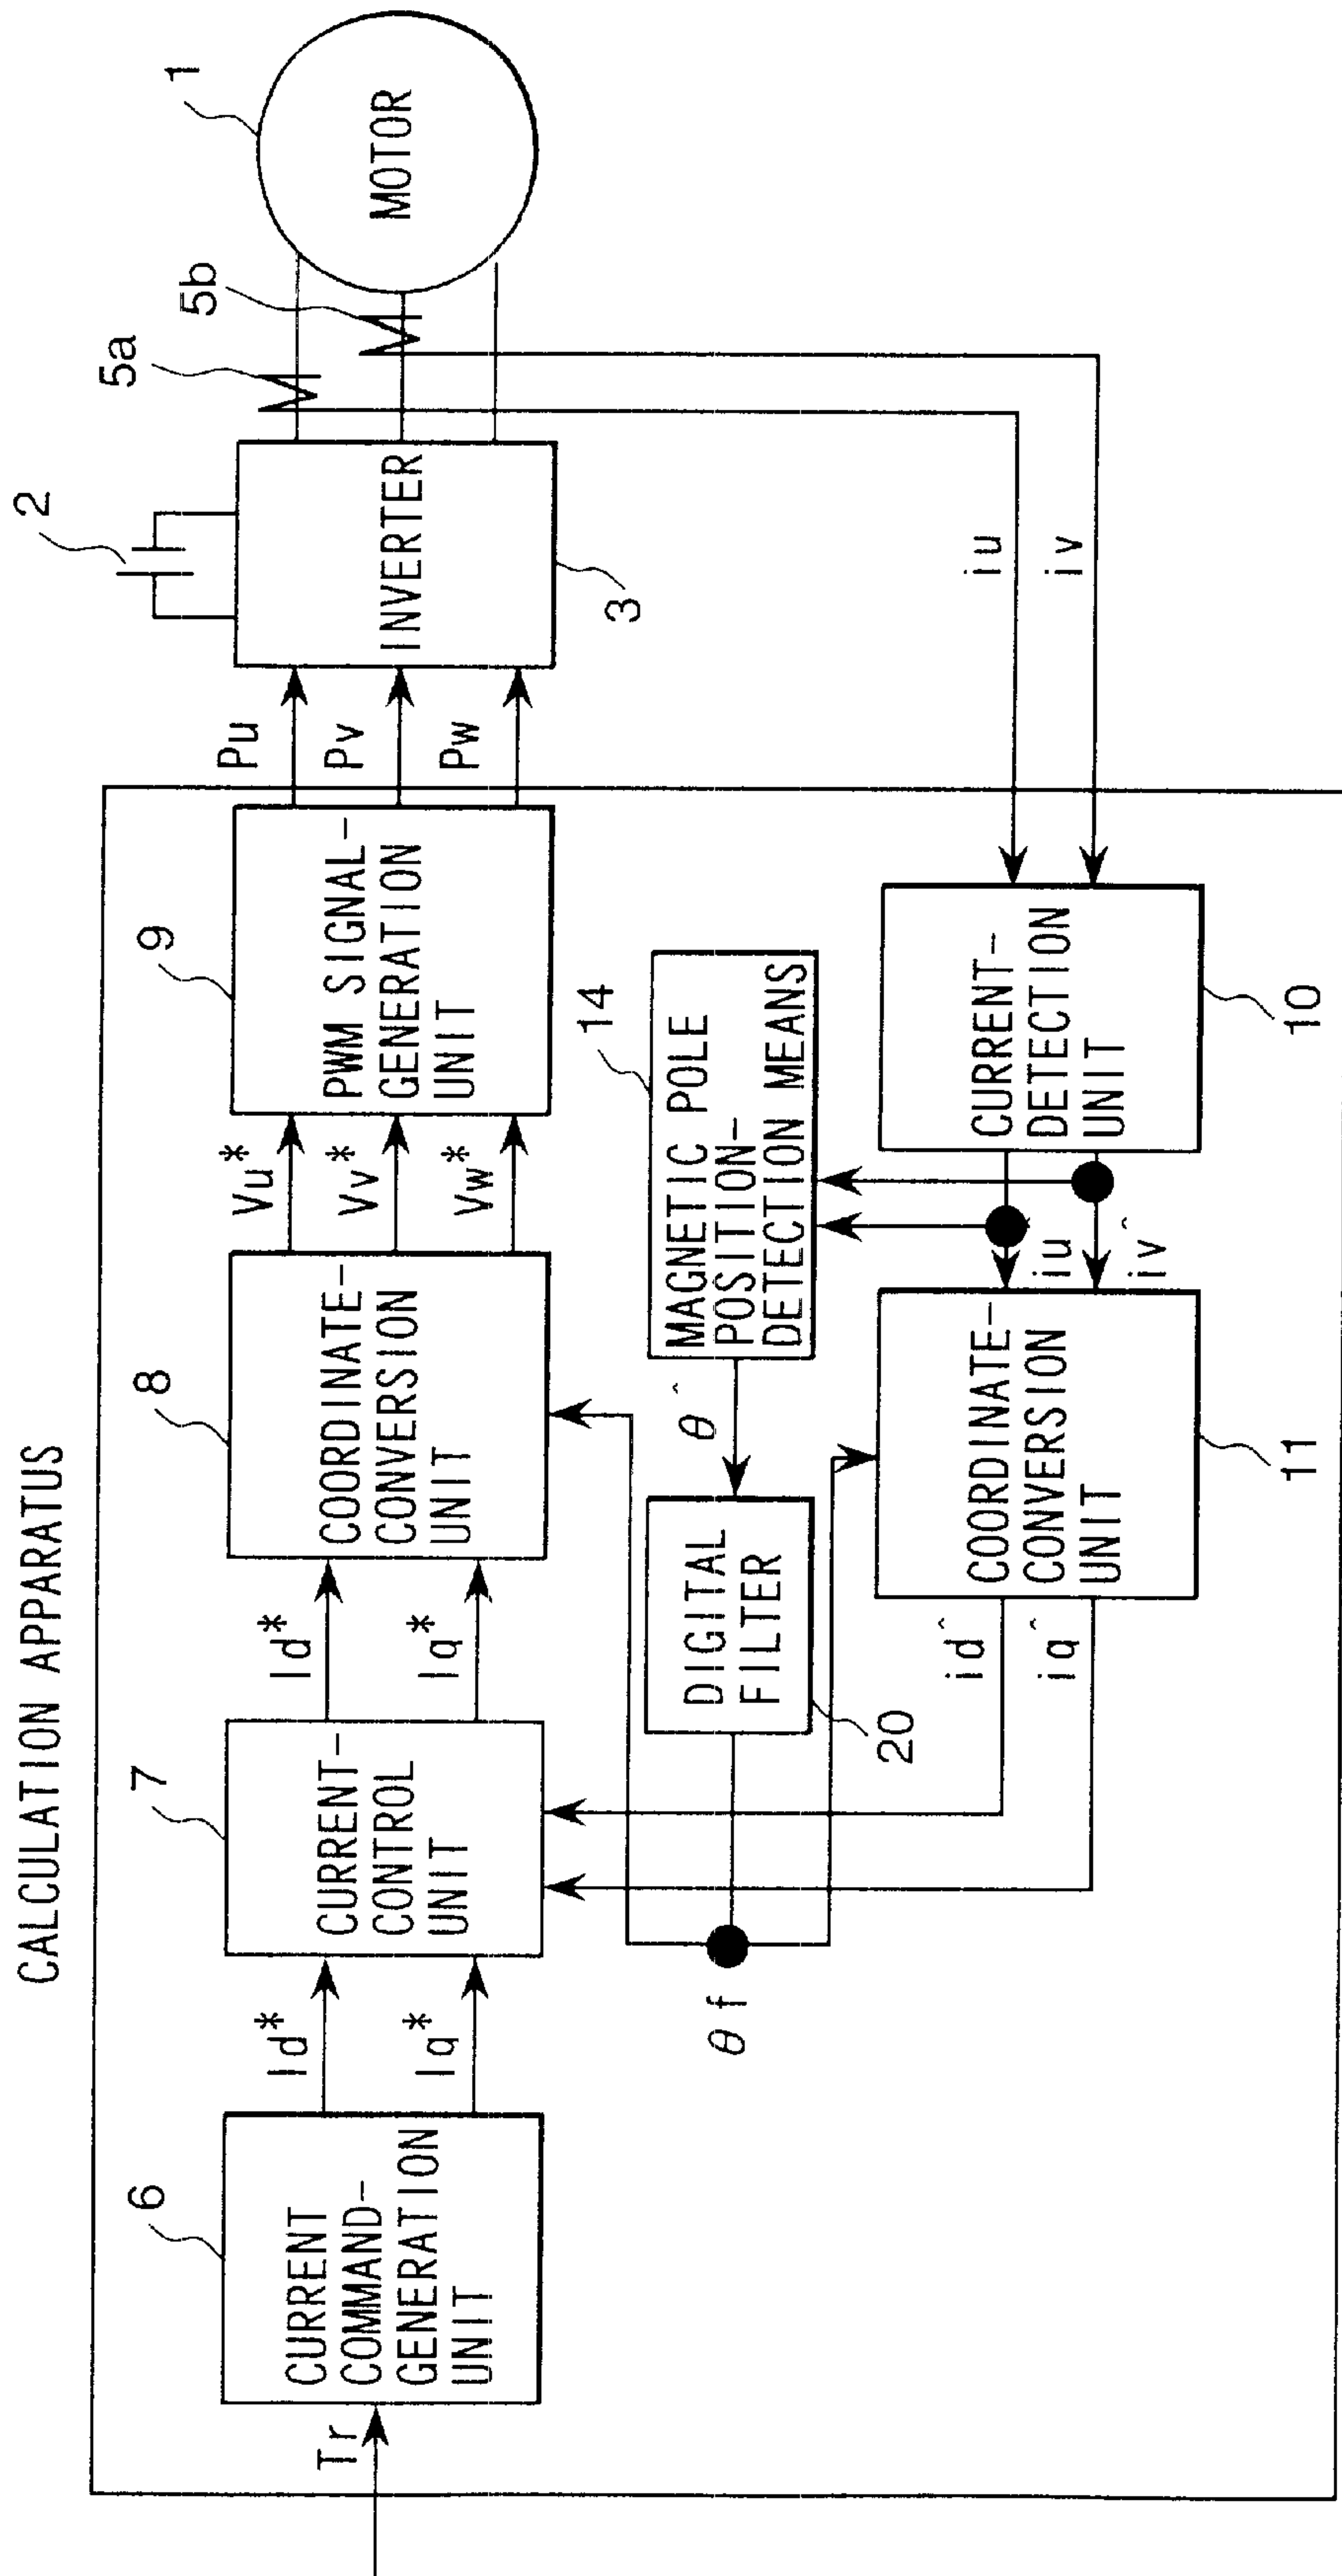 CALCULATION APPARATUS
Tr
6
CURRENT
COMMAND-
GENERATION
UNIT
Id*
Iq*
7
CURRENT-
CONTROL
UNIT
Id*
Iq*
8
COORDINATE-
CONVERSION
UNIT
Vu*
Vv*
Vw*
9
PWM SIGNAL-
GENERATION
UNIT
Pu
Pv
Pw
2
INVERTER
3
5a
5b
1
MOTOR
θf
DIGITAL
FILTER
20
θ^
14
MAGNETIC POLE
POSITION-
DETECTION MEANS
id^
iq^
COORDINATE-
CONVERSION
UNIT
11
iu^
iv^
CURRENT-
DETECTION
UNIT
10
iu
iv